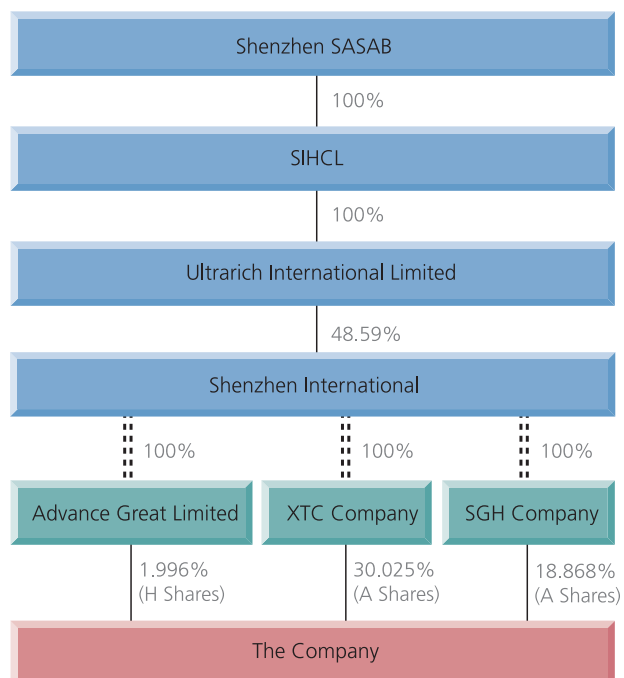 Shenzhen SASAB
100%
SIHCL
100%
Ultrarich International Limited
48.59%
Shenzhen International
100%
100%
100%
Advance Great Limited
XTC Company
SGH Company
1.996%
(H Shares)
30.025%
(A Shares)
18.868%
(A Shares)
The Company